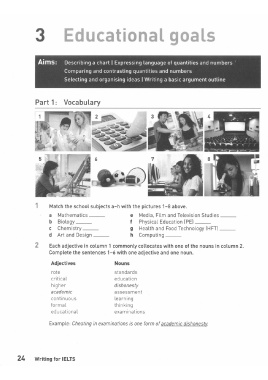 3 Educational goals
Aims: Describing a chart | Expressing language of quantities and numbers
Comparing and contrasting quantities and numbers
Selecting and organising ideas | Writing a basic argument outline
Part 1: Vocabulary
1 2 3 4
5 6 7 8
1 Match the school subjects a–h with the pictures 1–8 above.
a Mathematics ______ e Media, Film and Television Studies ______
b Biology ______ f Physical Education (PE) ______
c Chemistry ______ g Health and Food Technology (HFT) ______
d Art and Design ______ h Computing ______
2 Each adjective in column 1 commonly collocates with one of the nouns in column 2.
Complete the sentences 1–6 with one adjective and one noun.
Adjectives Nouns
rote standards
critical education
higher dishonesty
academic assessment
continuous learning
formal thinking
educational examinations
Example: Cheating in examinations is one form of academic dishonesty.
24 Writing for IELTS